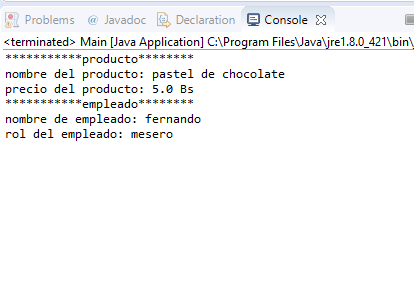 Problems @ Javadoc Declaration Console
<terminated> Main [Java Application] C:\Program Files\Java\jre1.8.0_421\bin\
***********producto********
nombre del producto: pastel de chocolate
precio del producto: 5.0 Bs
***********empleado********
nombre de empleado: fernando
rol del empleado: mesero